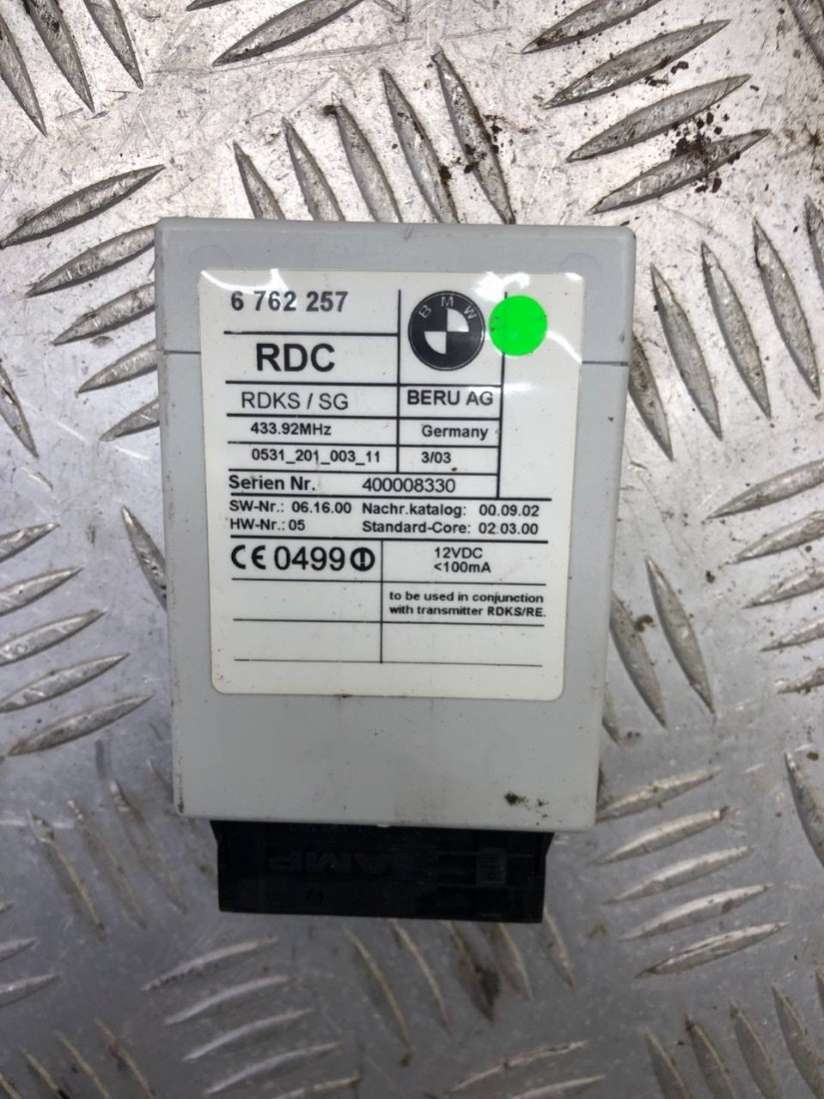 6 762 257
BMW
RDC
RDKS / SG
BERU AG
433.92MHz
Germany
0531_201_003_11
3/03
Serien Nr. 400008330
SW-Nr.: 06.16.00 Nachr.katalog: 00.09.02
HW-Nr.: 05 Standard-Core: 02.03.00
CE 0499
12VDC
<100mA
to be used in conjunction
with transmitter RDKS/RE.
AMP